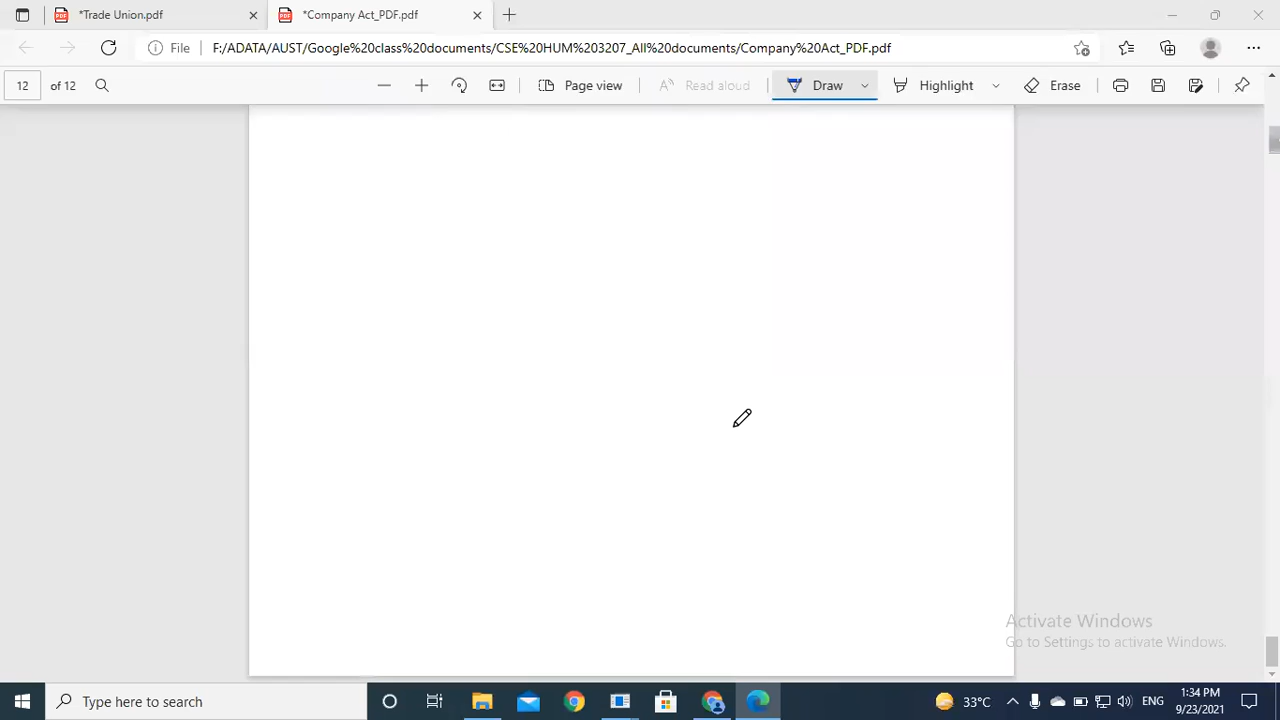 *Trade Union.pdf
*Company Act_PDF.pdf
File
F:/ADATA/AUST/Google%20class%20documents/CSE%20HUM%203207_All%20documents/Company%20Act_PDF.pdf
12 of 12
Page view
Read aloud
Draw
Highlight
Erase
Activate Windows
Go to Settings to activate Windows.
Type here to search
33°C
ENG
1:34 PM
9/23/2021